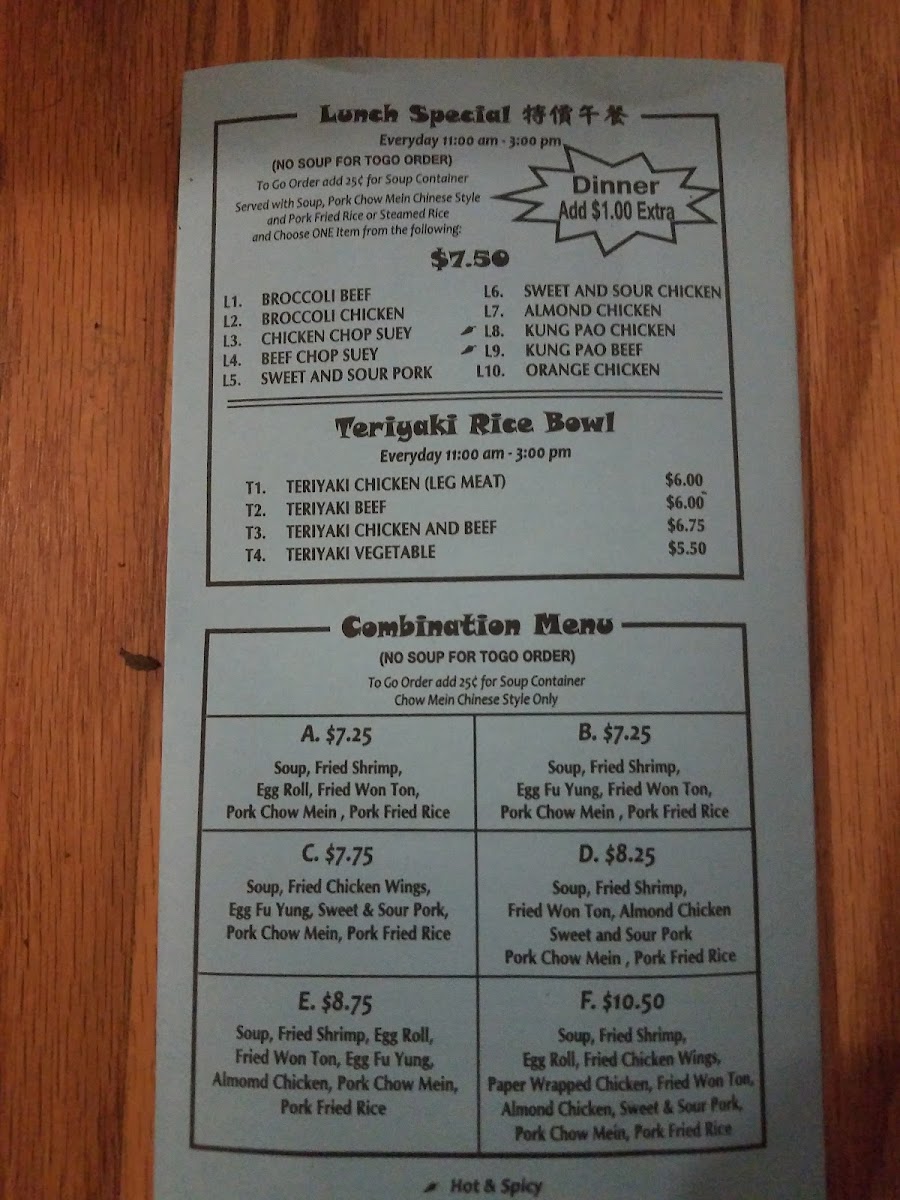 Lunch Special 特價午餐
Everyday 11:00 am - 3:00 pm
(NO SOUP FOR TOGO ORDER)
To Go Order add 25¢ for Soup Container
Served with Soup, Pork Chow Mein Chinese Style
and Pork Fried Rice or Steamed Rice
and Choose ONE Item from the following:
Dinner
Add $1.00 Extra
$7.50
L1. BROCCOLI BEEF
L2. BROCCOLI CHICKEN
L3. CHICKEN CHOP SUEY
L4. BEEF CHOP SUEY
L5. SWEET AND SOUR PORK
L6. SWEET AND SOUR CHICKEN
L7. ALMOND CHICKEN
L8. KUNG PAO CHICKEN
L9. KUNG PAO BEEF
L10. ORANGE CHICKEN
Teriyaki Rice Bowl
Everyday 11:00 am - 3:00 pm
T1. TERIYAKI CHICKEN (LEG MEAT) $6.00
T2. TERIYAKI BEEF $6.00
T3. TERIYAKI CHICKEN AND BEEF $6.75
T4. TERIYAKI VEGETABLE $5.50
Combination Menu
(NO SOUP FOR TOGO ORDER)
To Go Order add 25¢ for Soup Container
Chow Mein Chinese Style Only
A. $7.25
Soup, Fried Shrimp,
Egg Roll, Fried Won Ton,
Pork Chow Mein , Pork Fried Rice
B. $7.25
Soup, Fried Shrimp,
Egg Fu Yung, Fried Won Ton,
Pork Chow Mein , Pork Fried Rice
C. $7.75
Soup, Fried Chicken Wings,
Egg Fu Yung, Sweet & Sour Pork,
Pork Chow Mein, Pork Fried Rice
D. $8.25
Soup, Fried Shrimp,
Fried Won Ton, Almond Chicken
Sweet and Sour Pork
Pork Chow Mein , Pork Fried Rice
E. $8.75
Soup, Fried Shrimp, Egg Roll,
Fried Won Ton, Egg Fu Yung,
Almomd Chicken, Pork Chow Mein,
Pork Fried Rice
F. $10.50
Soup, Fried Shrimp,
Egg Roll, Fried Chicken Wings,
Paper Wrapped Chicken, Fried Won Ton,
Almond Chicken, Sweet & Sour Pork,
Pork Chow Mein, Pork Fried Rice
Hot & Spicy